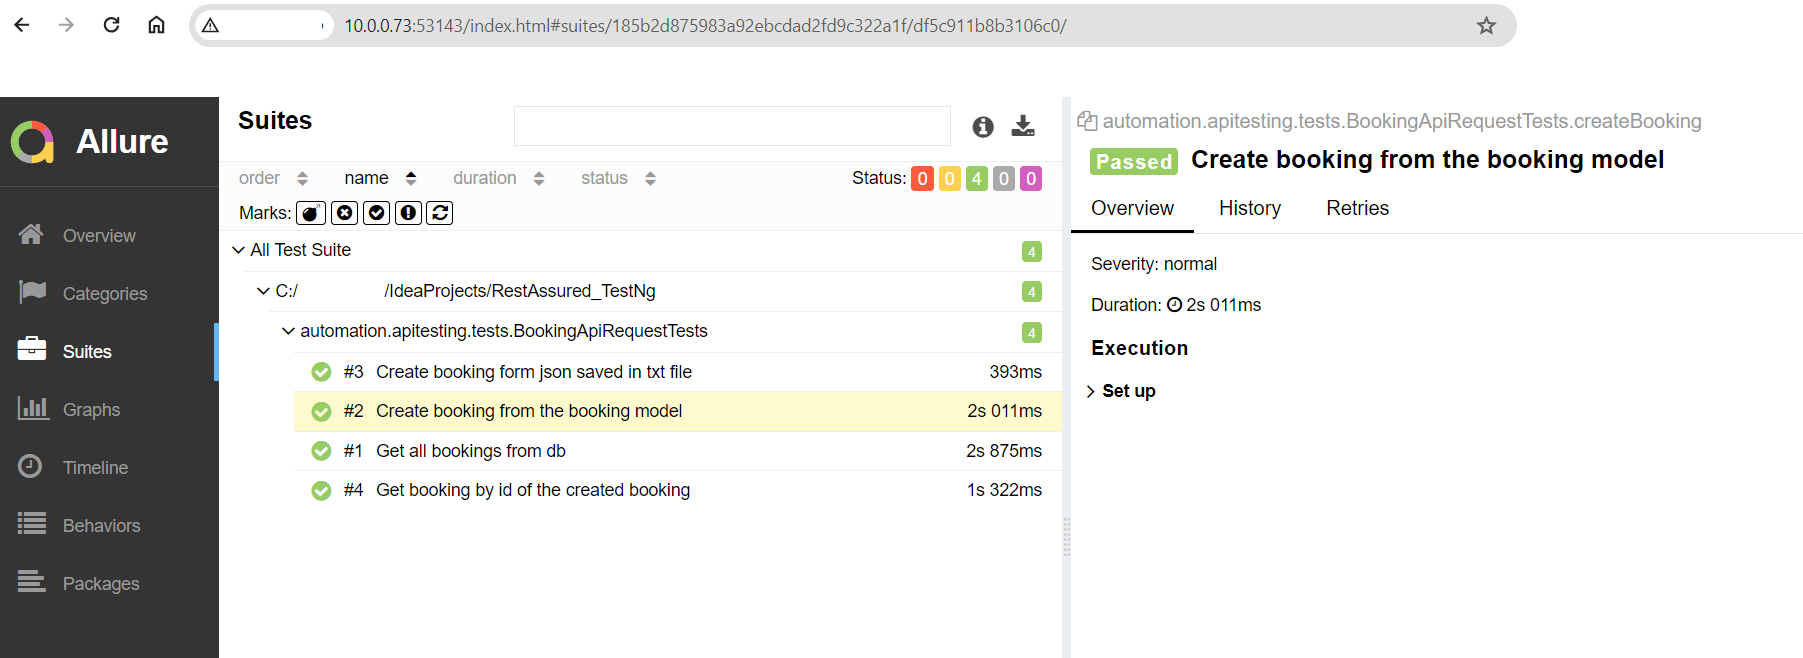 10.0.0.73:53143/index.html#suites/185b2d875983a92ebcdad2fd9c322a1f/df5c911b8b3106c0/
Allure
Overview
Categories
Suites
Graphs
Timeline
Behaviors
Packages
Suites
order name duration status Status: 0 0 4 0 0
Marks:
All Test Suite 4
C:/ /IdeaProjects/RestAssured_TestNg 4
automation.apitesting.tests.BookingApiRequestTests 4
#3 Create booking form json saved in txt file 393ms
#2 Create booking from the booking model 2s 011ms
#1 Get all bookings from db 2s 875ms
#4 Get booking by id of the created booking 1s 322ms
automation.apitesting.tests.BookingApiRequestTests.createBooking
Passed Create booking from the booking model
Overview History Retries
Severity: normal
Duration: 2s 011ms
Execution
Set up